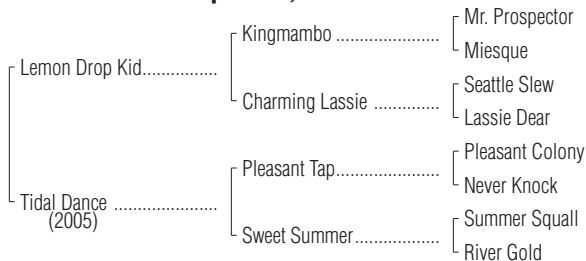 Mr. Prospector
Kingmambo ..................
Miesque
Lemon Drop Kid...............
Seattle Slew
Charming Lassie ...............
Lassie Dear
Pleasant Colony
Pleasant Tap..................
Never Knock
Tidal Dance .....................
(2005)
Summer Squall
Sweet Summer.................
River Gold